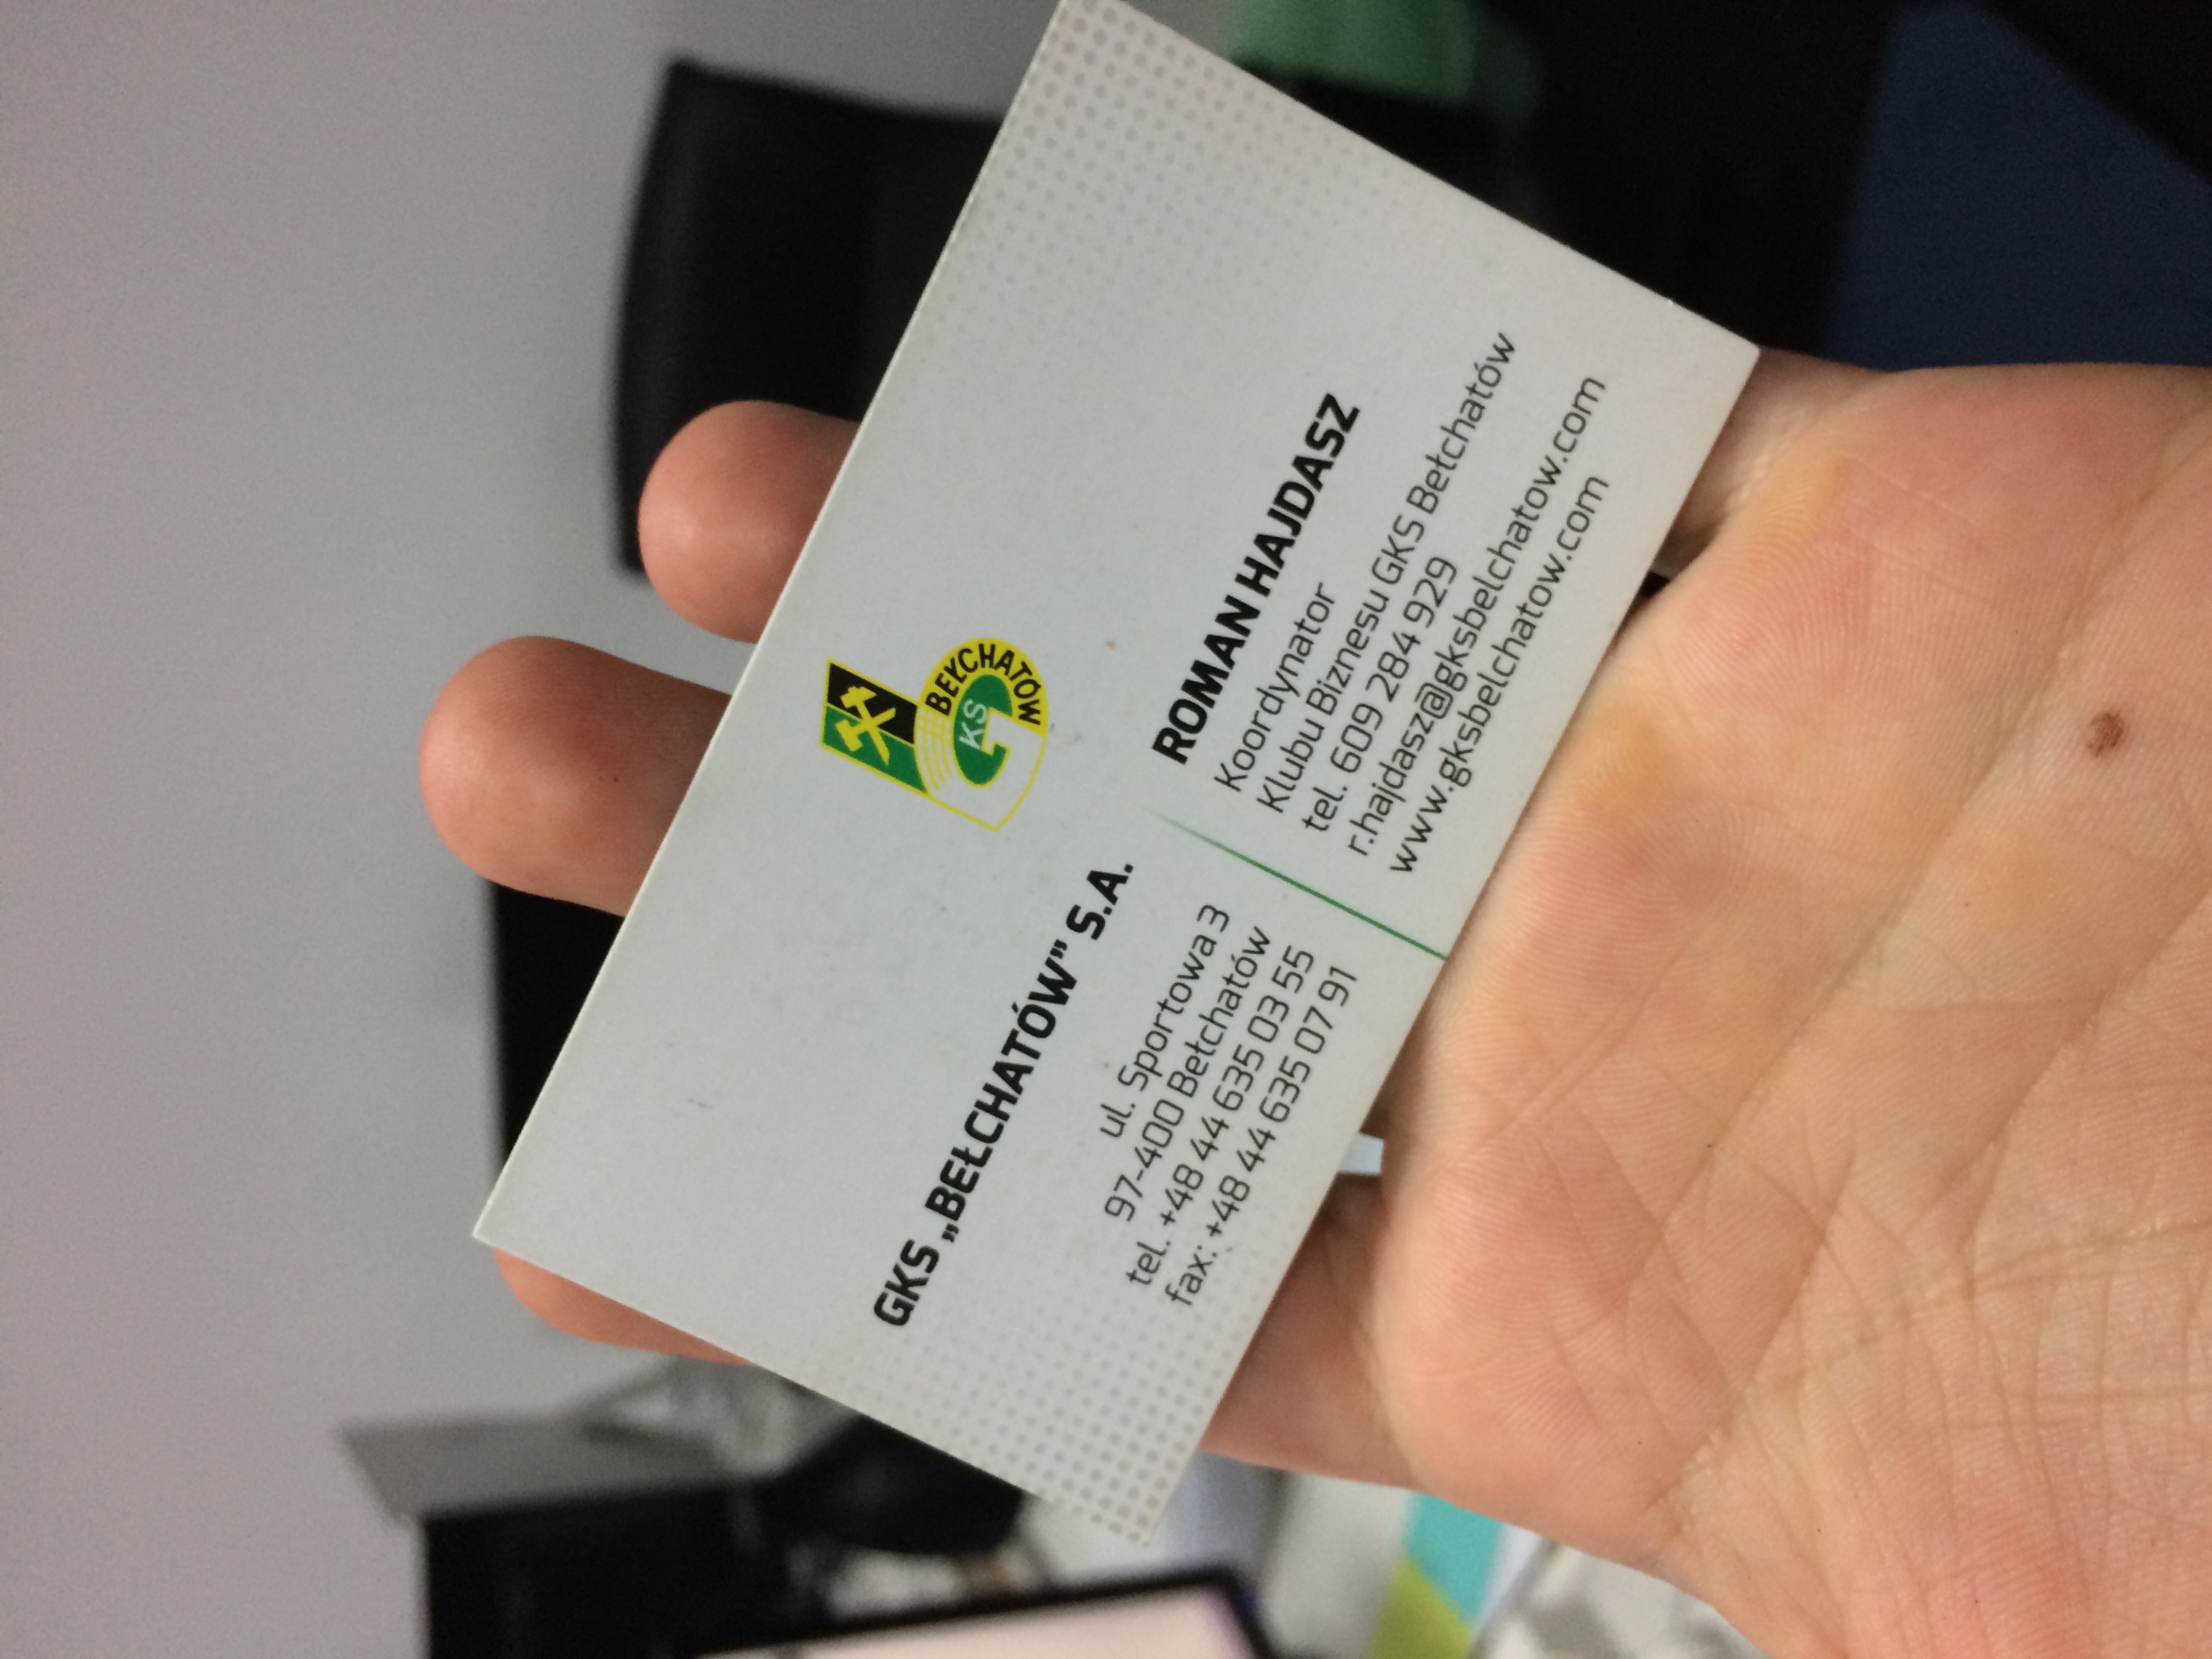 BEŁCHATÓW
KS
GKS „BEŁCHATÓW” S.A.
ul. Sportowa 3
97-400 Bełchatów
tel. +48 44 635 03 55
fax: +48 44 635 07 91
ROMAN HAJDASZ
Koordynator
Klubu Biznesu GKS Bełchatów
tel. 609 284 929
r.hajdasz@gksbelchatow.com
www.gksbelchatow.com